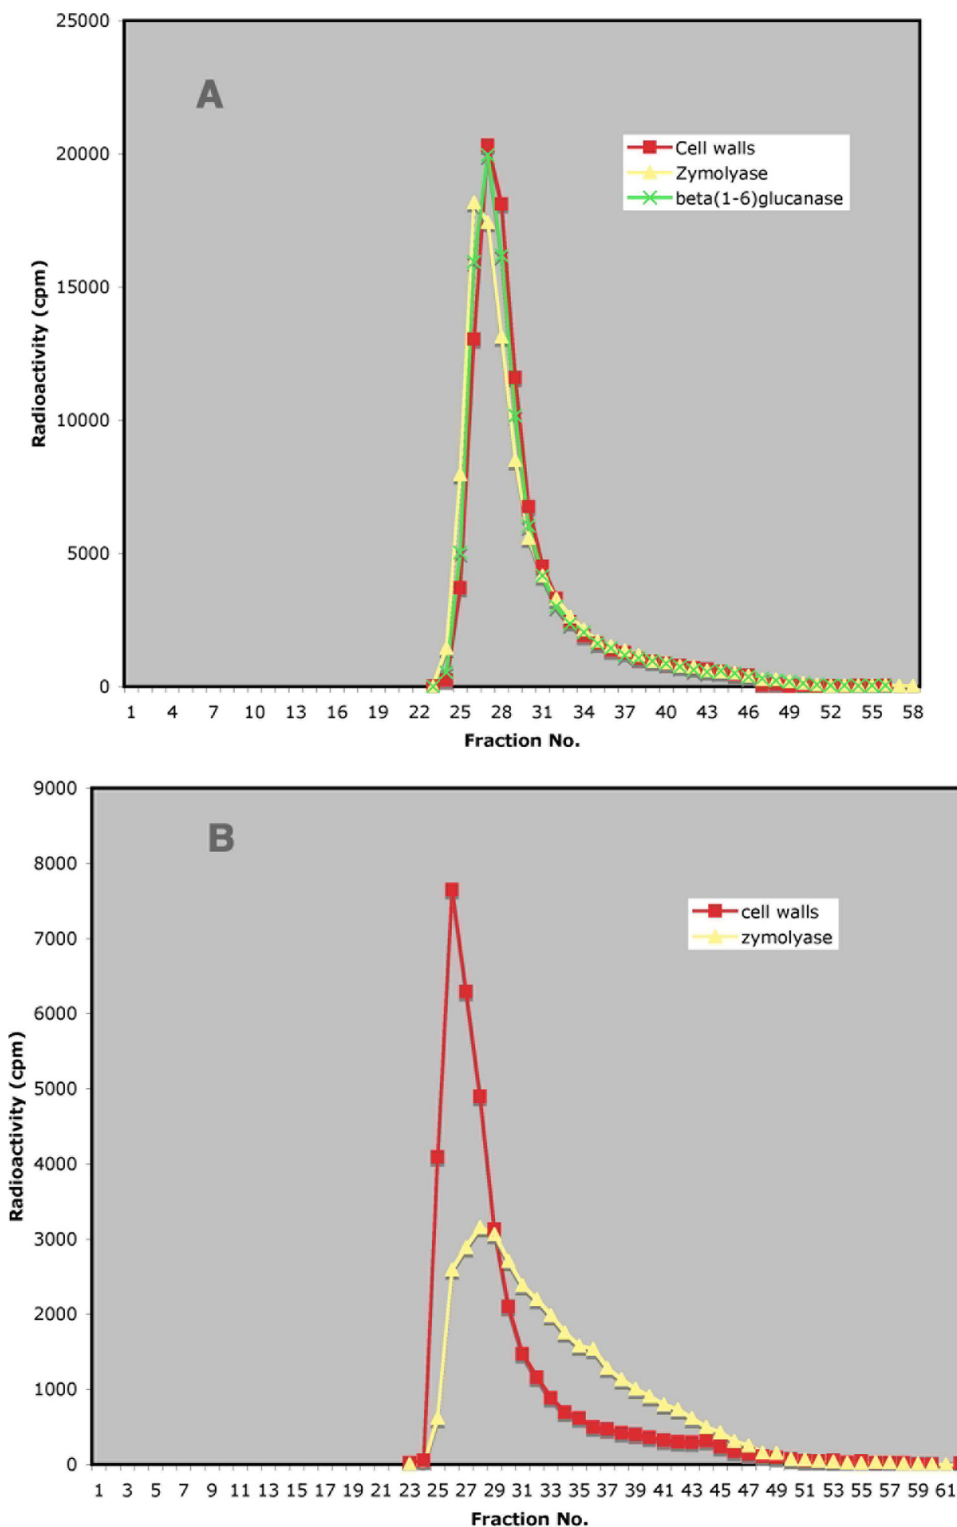 25000
A
Cell walls
Zymolyase
beta(1-6)glucanase
20000
15000
10000
5000
0
Radioactivity (cpm)
1 4 7 10 13 16 19 22 25 28 31 34 37 40 43 46 49 52 55 58
Fraction No.
9000
B
8000
cell walls
zymolyase
7000
6000
5000
4000
3000
2000
1000
0
Radioactivity (cpm)
1 3 5 7 9 11 13 15 17 19 21 23 25 27 29 31 33 35 37 39 41 43 45 47 49 51 53 55 57 59 61
Fraction No.